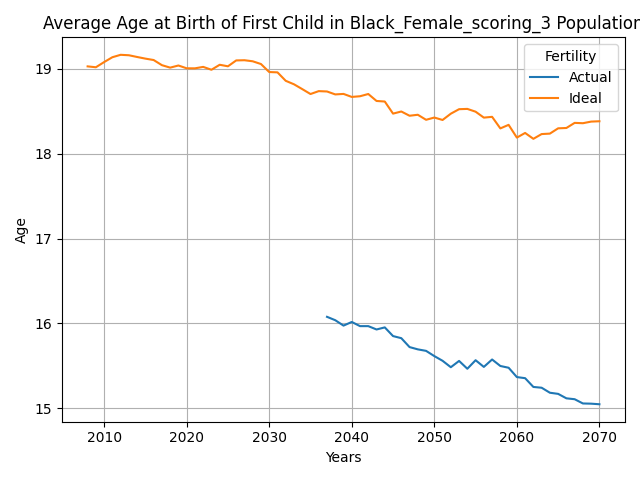 Average Age at Birth of First Child in Black_Female_scoring_3 Population
Fertility
Actual
Ideal
Age
19
18
17
16
15
2010 2020 2030 2040 2050 2060 2070
Years